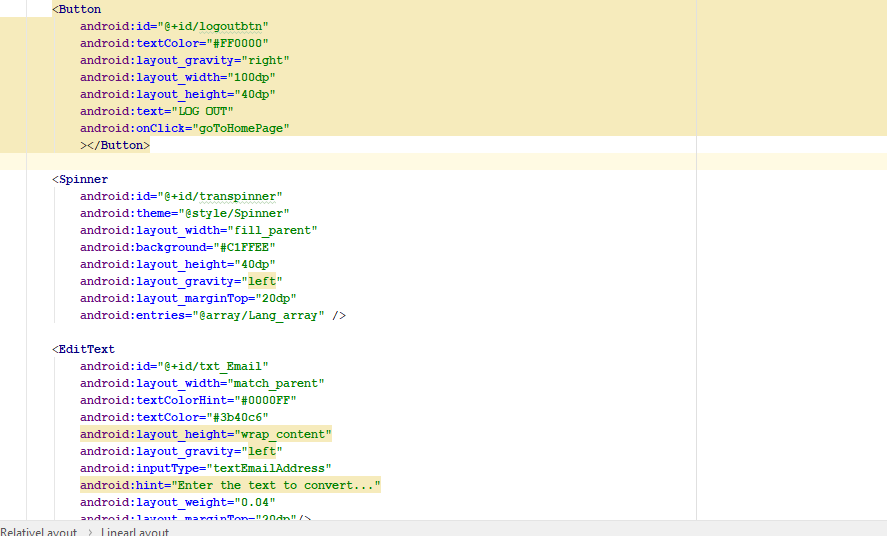 <Button
android:id="@+id/logoutbtn"
android:textColor="#FF0000"
android:layout_gravity="right"
android:layout_width="100dp"
android:layout_height="40dp"
android:text="LOG OUT"
android:onClick="goToHomePage"
></Button>
<Spinner
android:id="@+id/transpinner"
android:theme="@style/Spinner"
android:layout_width="fill_parent"
android:background="#C1FFEE"
android:layout_height="40dp"
android:layout_gravity="left"
android:layout_marginTop="20dp"
android:entries="@array/Lang_array" />
<EditText
android:id="@+id/txt_Email"
android:layout_width="match_parent"
android:textColorHint="#0000FF"
android:textColor="#3b40c6"
android:layout_height="wrap_content"
android:layout_gravity="left"
android:inputType="textEmailAddress"
android:hint="Enter the text to convert..."
android:layout_weight="0.04"
android:layout_marginTop="20dp"/>
RelativeLayout > LinearLayout